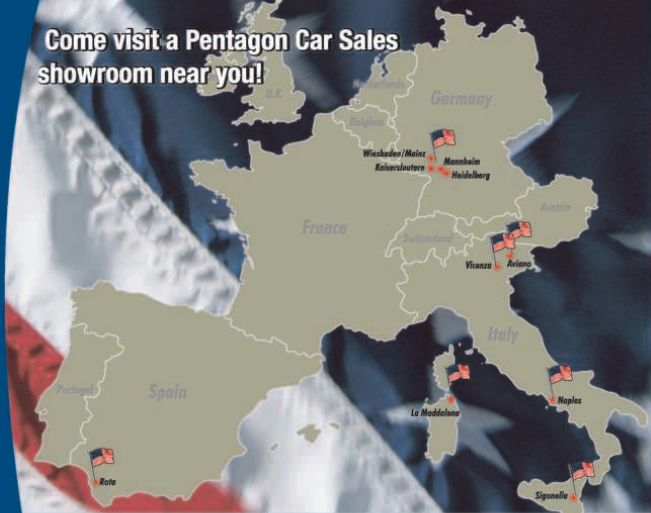 Come visit a Pentagon Car Sales
showroom near you!
U.K.
Netherlands
Germany
Belgium
Wiesbaden/Mainz
Mannheim
Kaiserslautern
Heidelberg
France
Austria
Switzerland
Vicenza
Aviano
Italy
Portugal
Spain
La Maddalena
Naples
Rota
Sigonella